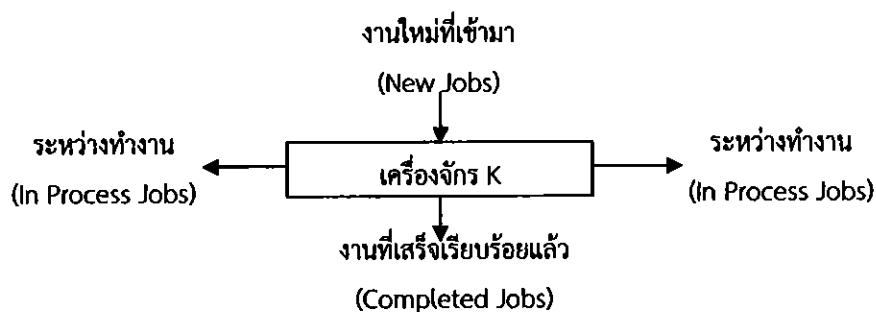 งานใหม่ที่เข้ามา
(New Jobs)
ระหว่างทำงาน
(In Process Jobs)
เครื่องจักร K
ระหว่างทำงาน
(In Process Jobs)
งานที่เสร็จเรียบร้อยแล้ว
(Completed Jobs)